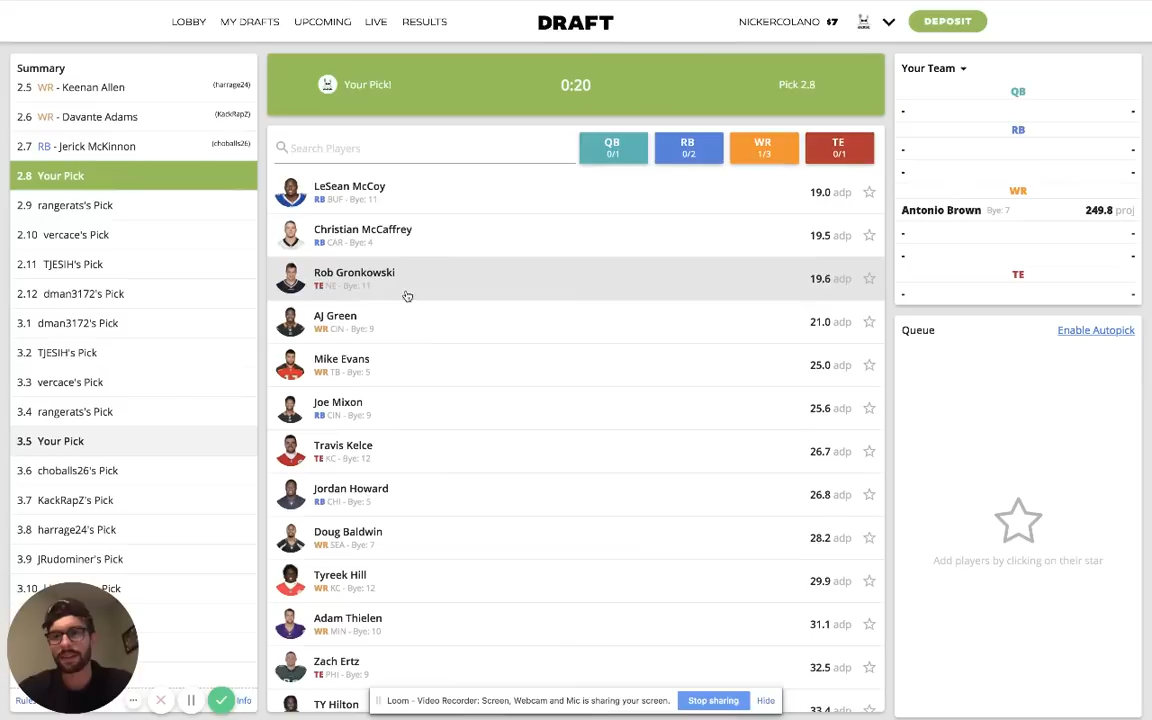 LOBBY MY DRAFTS UPCOMING LIVE RESULTS DRAFT NICKERCOLANO $7 DEPOSIT
Summary
2.5 WR - Keenan Allen (harrage24)
2.6 WR - Davante Adams (KackRapZ)
2.7 RB - Jerick McKinnon (choballs26)
2.8 Your Pick
2.9 rangerats's Pick
2.10 vercace's Pick
2.11 TJESIH's Pick
2.12 dman3172's Pick
3.1 dman3172's Pick
3.2 TJESIH's Pick
3.3 vercace's Pick
3.4 rangerats's Pick
3.5 Your Pick
3.6 choballs26's Pick
3.7 KackRapZ's Pick
3.8 harrage24's Pick
3.9 JRudominer's Pick
3.10 Pick
Rules Info
Your Pick! 0:20 Pick 2.8
Search Players
QB
0/1
RB
0/2
WR
1/3
TE
0/1
LeSean McCoy
RB BUF - Bye: 11
19.0 adp
Christian McCaffrey
RB CAR - Bye: 4
19.5 adp
Rob Gronkowski
TE NE - Bye: 11
19.6 adp
AJ Green
WR CIN - Bye: 9
21.0 adp
Mike Evans
WR TB - Bye: 5
25.0 adp
Joe Mixon
RB CIN - Bye: 9
25.6 adp
Travis Kelce
TE KC - Bye: 12
26.7 adp
Jordan Howard
RB CHI - Bye: 5
26.8 adp
Doug Baldwin
WR SEA - Bye: 7
28.2 adp
Tyreek Hill
WR KC - Bye: 12
29.9 adp
Adam Thielen
WR MIN - Bye: 10
31.1 adp
Zach Ertz
TE PHI - Bye: 9
32.5 adp
TY Hilton
33.4 adp
Loom - Video Recorder: Screen, Webcam and Mic is sharing your screen. Stop sharing Hide
Your Team
QB
- -
RB
- -
- -
WR
Antonio Brown Bye: 7 249.8 proj
- -
- -
TE
- -
Queue Enable Autopick
Add players by clicking on their star